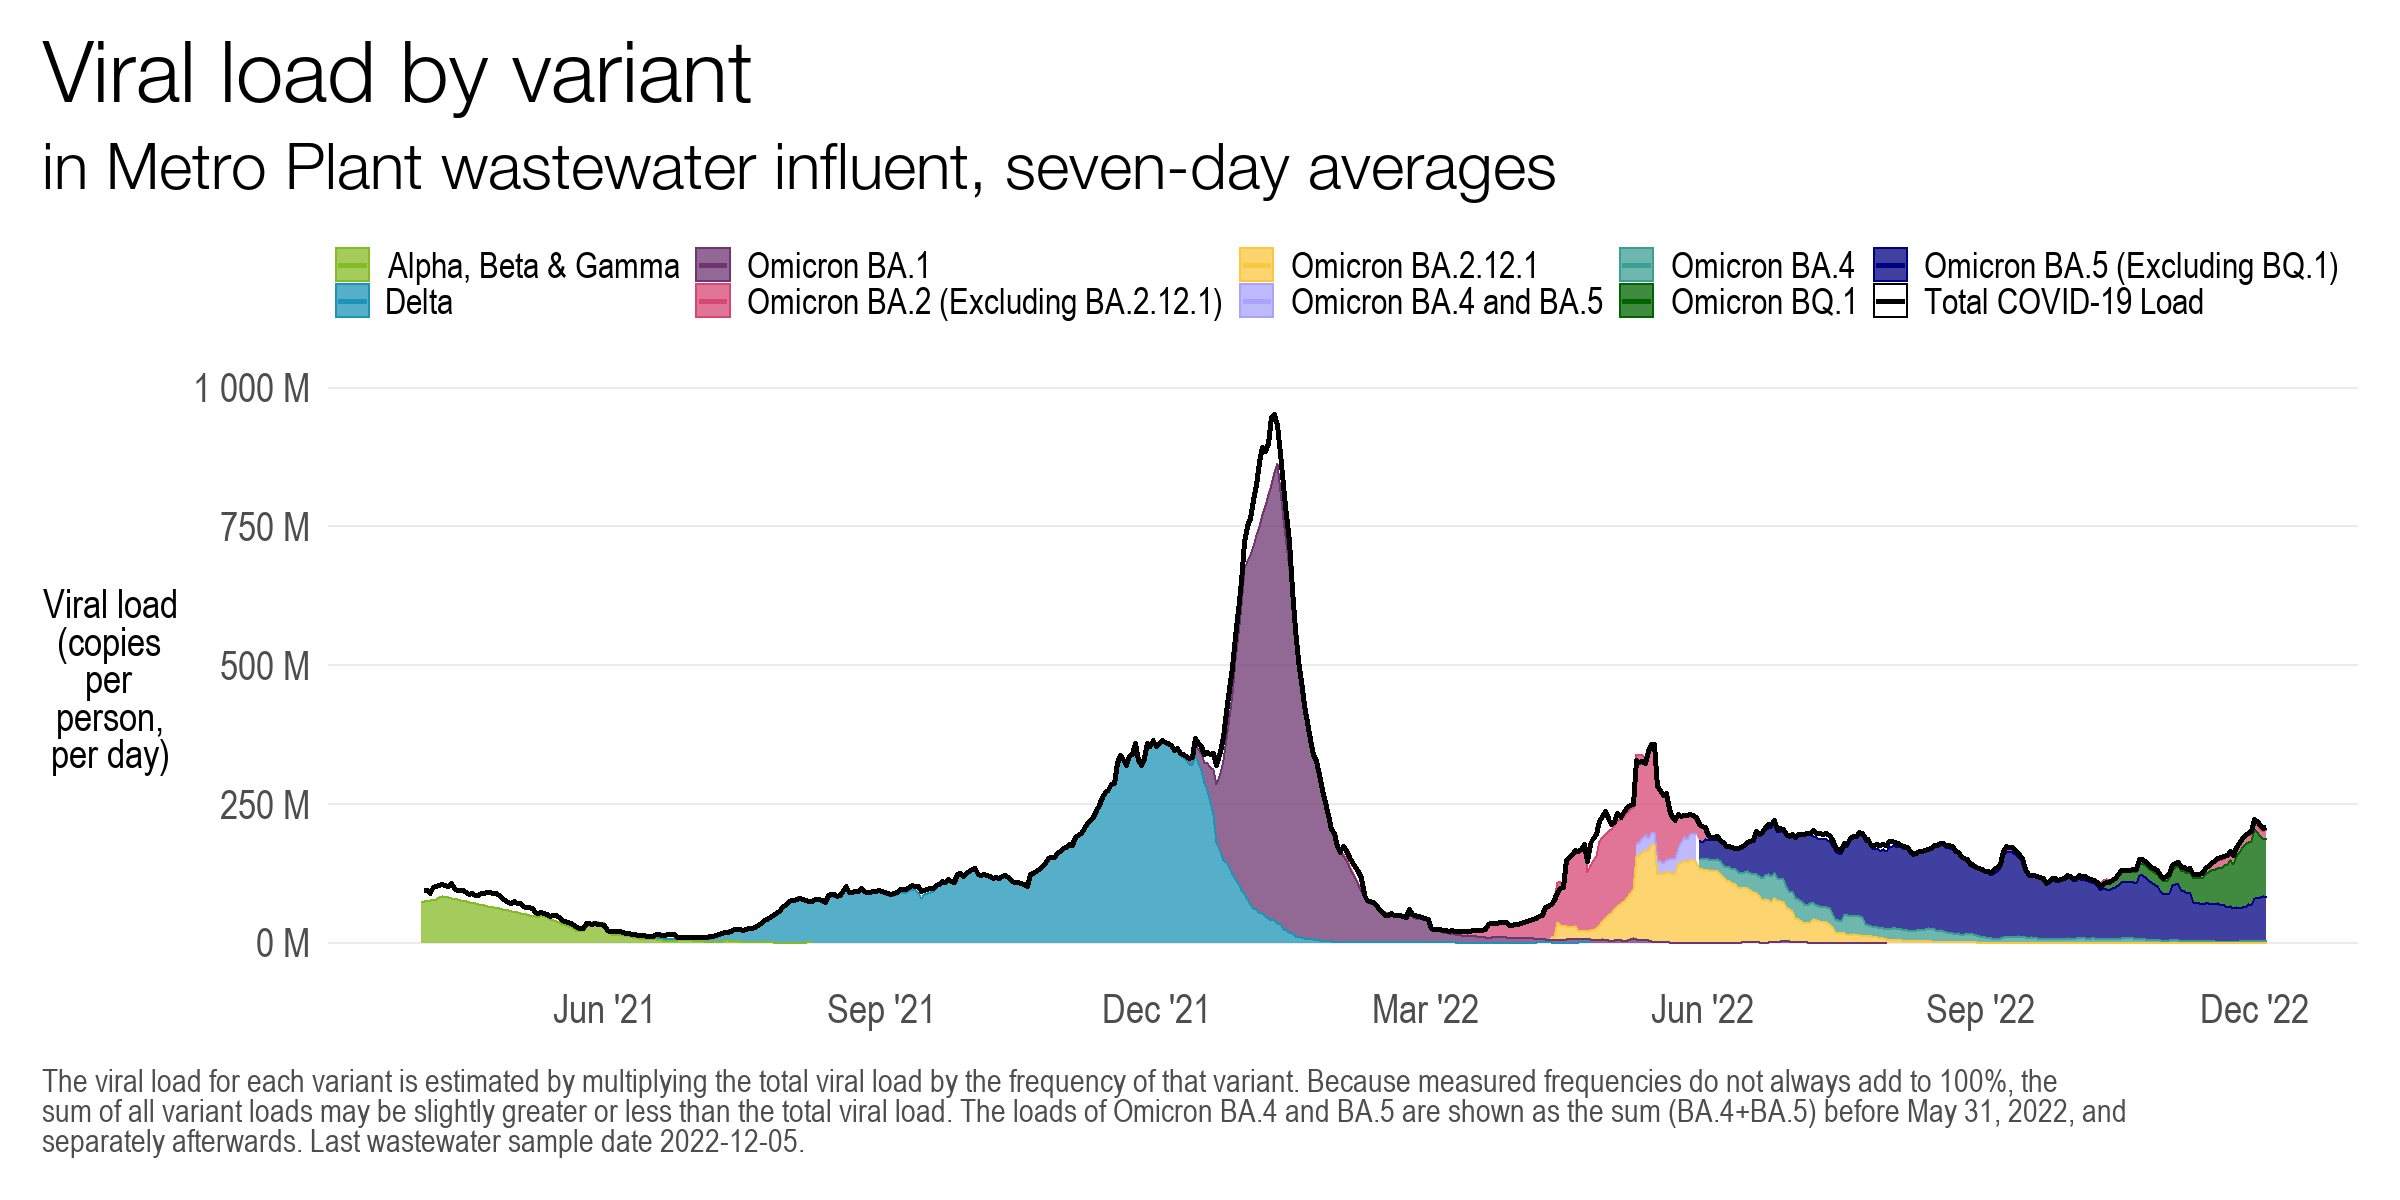 Viral load by variant
in Metro Plant wastewater influent, seven-day averages
Alpha, Beta & Gamma
Omicron BA.1
Omicron BA.2.12.1
Omicron BA.4
Omicron BA.5 (Excluding BQ.1)
Delta
Omicron BA.2 (Excluding BA.2.12.1)
Omicron BA.4 and BA.5
Omicron BQ.1
Total COVID-19 Load
1 000 M
750 M
500 M
250 M
0 M
Viral load
(copies
per
person,
per day)
Jun '21
Sep '21
Dec '21
Mar '22
Jun '22
Sep '22
Dec '22
The viral load for each variant is estimated by multiplying the total viral load by the frequency of that variant. Because measured frequencies do not always add to 100%, the
sum of all variant loads may be slightly greater or less than the total viral load. The loads of Omicron BA.4 and BA.5 are shown as the sum (BA.4+BA.5) before May 31, 2022, and
separately afterwards. Last wastewater sample date 2022-12-05.